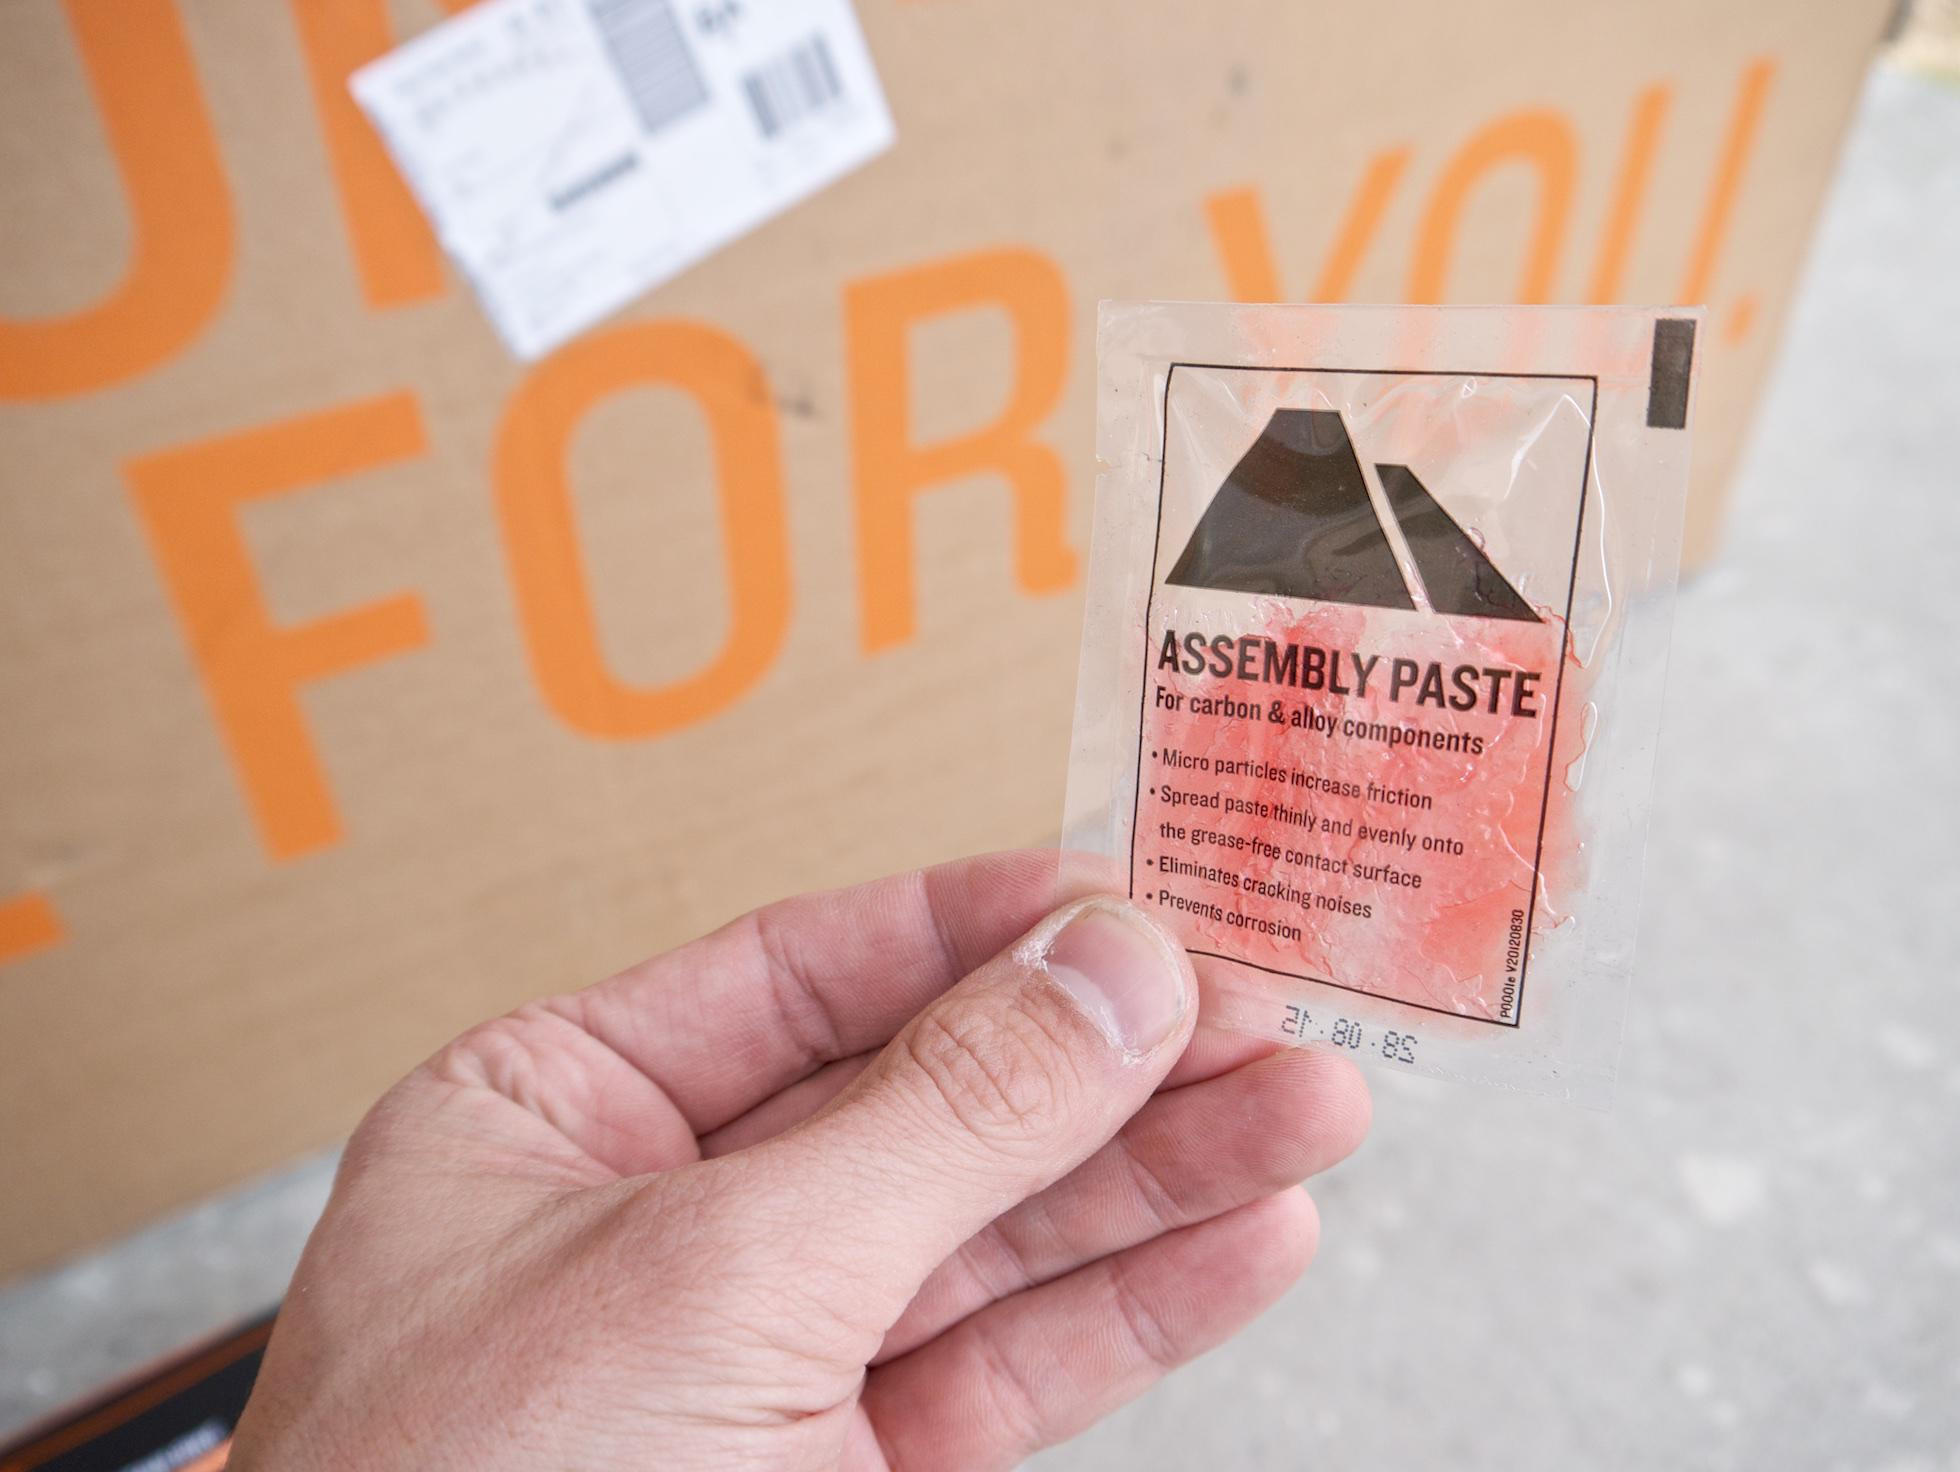 FOR YOU.
ASSEMBLY PASTE
For carbon & alloy components
• Micro particles increase friction
• Spread paste thinly and evenly onto
the grease-free contact surface
• Eliminates cracking noises
• Prevents corrosion
P0001e V20120830
28.08.15